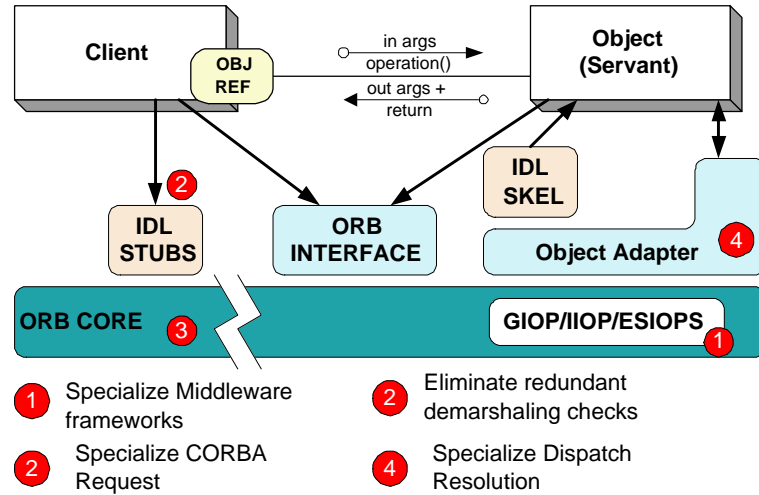 Client
OBJ
REF
in args
operation()
out args +
return
Object
(Servant)
2
IDL
STUBS
ORB
INTERFACE
IDL
SKEL
Object Adapter
4
ORB CORE
3
GIOP/IIOP/ESIOPS
1
1 Specialize Middleware
frameworks
2 Eliminate redundant
demarshaling checks
2 Specialize CORBA
Request
4 Specialize Dispatch
Resolution